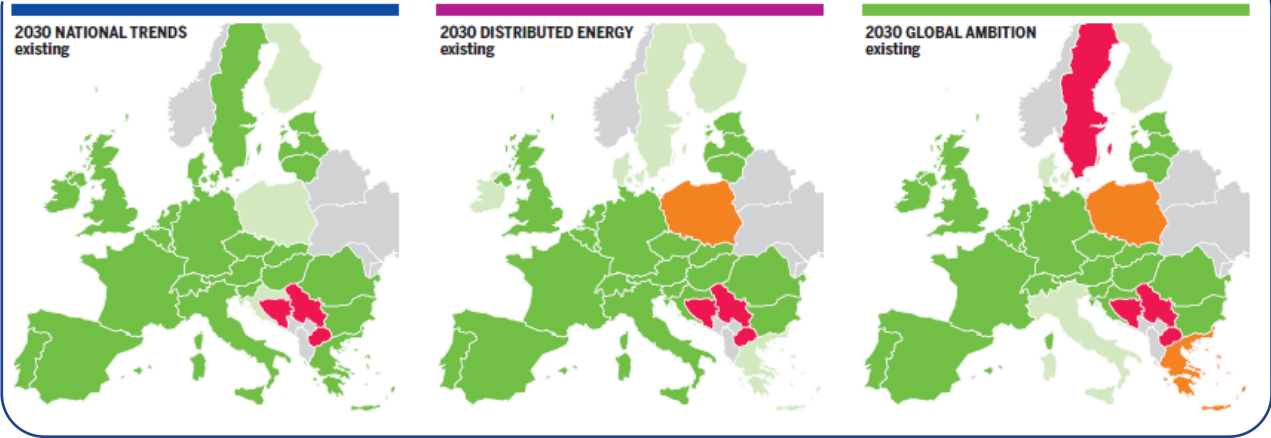 2030 NATIONAL TRENDS
existing
2030 DISTRIBUTED ENERGY
existing
2030 GLOBAL AMBITION
existing